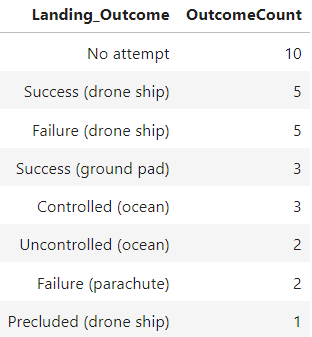 Landing_Outcome OutcomeCount
No attempt 10
Success (drone ship) 5
Failure (drone ship) 5
Success (ground pad) 3
Controlled (ocean) 3
Uncontrolled (ocean) 2
Failure (parachute) 2
Precluded (drone ship) 1